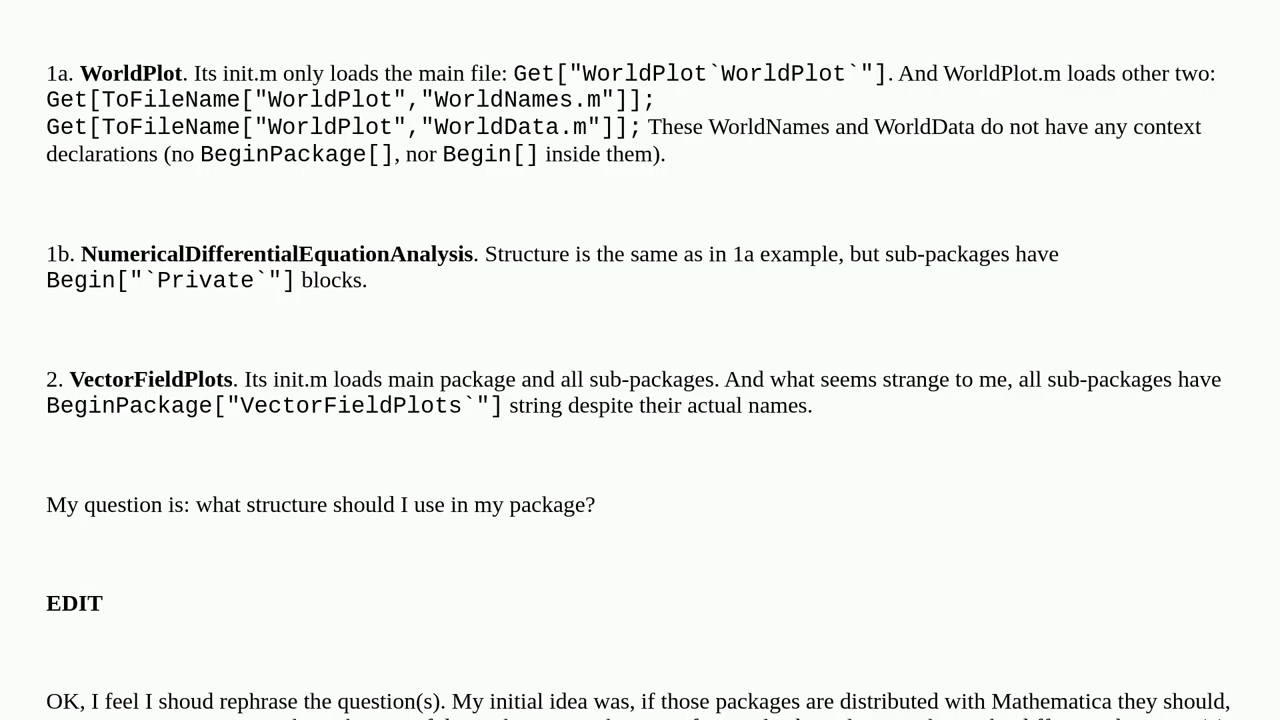 1a. WorldPlot. Its init.m only loads the main file: Get["WorldPlot`WorldPlot`"]. And WorldPlot.m loads other two:
Get[ToFileName["WorldPlot","WorldNames.m"]];
Get[ToFileName["WorldPlot","WorldData.m"]]; These WorldNames and WorldData do not have any context
declarations (no BeginPackage[], nor Begin[] inside them).
1b. NumericalDifferentialEquationAnalysis. Structure is the same as in 1a example, but sub-packages have
Begin["`Private`"] blocks.
2. VectorFieldPlots. Its init.m loads main package and all sub-packages. And what seems strange to me, all sub-packages have
BeginPackage["VectorFieldPlots`"] string despite their actual names.
My question is: what structure should I use in my package?
EDIT
OK, I feel I shoud rephrase the question(s). My initial idea was, if those packages are distributed with Mathematica they should,